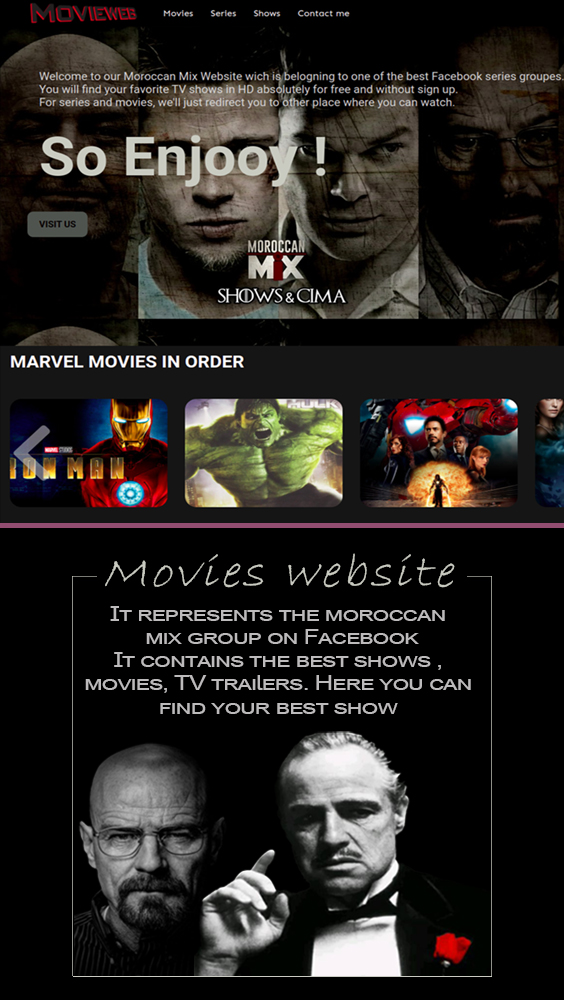 MOVIEWEB
Movies Series Shows Contact me
Welcome to our Moroccan Mix Website wich is belogning to one of the best Facebook series groupes.
You will find your favorite TV shows in HD absolutely for free and without sign up.
For series and movies, we'll just redirect you to other place where you can watch.
So Enjooy !
VISIT US
MOROCCAN
MIX
SHOWS & CIMA
MARVEL MOVIES IN ORDER
MARVEL STUDIOS
IRON MAN
HULK
Movies website
It represents the moroccan
mix group on Facebook
It contains the best shows ,
movies, TV trailers. Here you can
find your best show